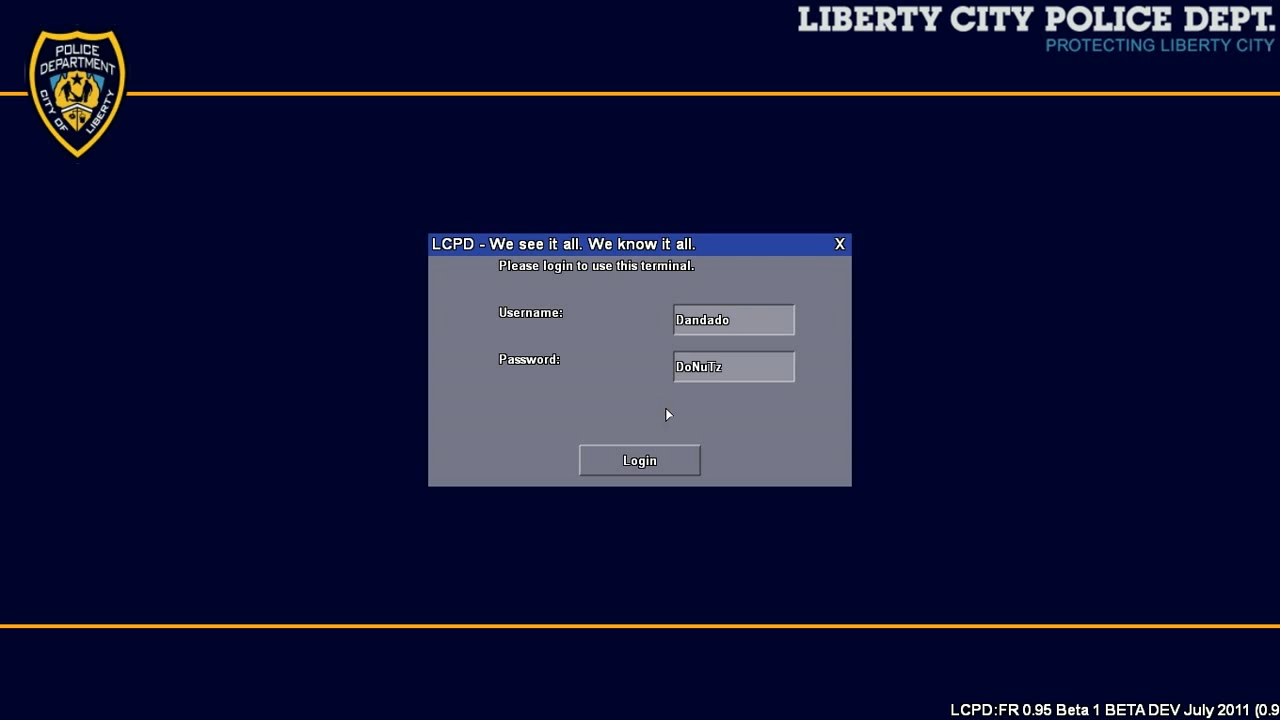 LIBERTY CITY POLICE DEPT.
PROTECTING LIBERTY CITY
POLICE
DEPARTMENT
CITY OF
LIBERTY
LCPD - We see it all. We know it all.
X
Please login to use this terminal.
Username:
Dandado
Password:
DoNuTz
Login
LCPD:FR 0.95 Beta 1 BETA DEV July 2011 (0.9